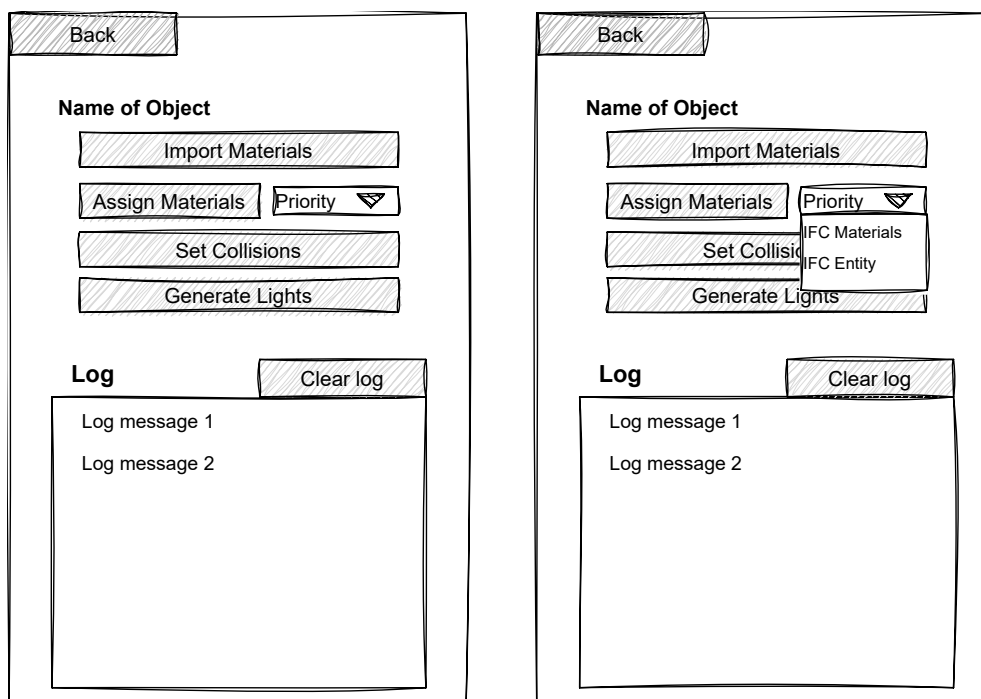 Back
Name of Object
Import Materials
Assign Materials Priority
Set Collisions
Generate Lights
Log
Clear log
Log message 1
Log message 2
Back
Name of Object
Import Materials
Assign Materials Priority
IFC Materials
Set Collisio
IFC Entity
Generate Lights
Log
Clear log
Log message 1
Log message 2